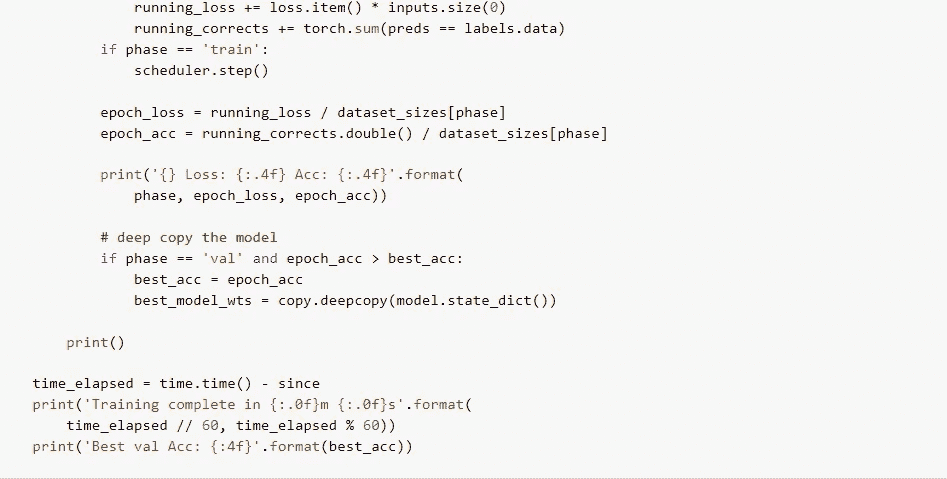 running_loss += loss.item() * inputs.size(0)
running_corrects += torch.sum(preds == labels.data)
if phase == 'train':
scheduler.step()
epoch_loss = running_loss / dataset_sizes[phase]
epoch_acc = running_corrects.double() / dataset_sizes[phase]
print('{} Loss: {:.4f} Acc: {:.4f}'.format(
phase, epoch_loss, epoch_acc))
# deep copy the model
if phase == 'val' and epoch_acc > best_acc:
best_acc = epoch_acc
best_model_wts = copy.deepcopy(model.state_dict())
print()
time_elapsed = time.time() - since
print('Training complete in {:.0f}m {:.0f}s'.format(
time_elapsed // 60, time_elapsed % 60))
print('Best val Acc: {:4f}'.format(best_acc))